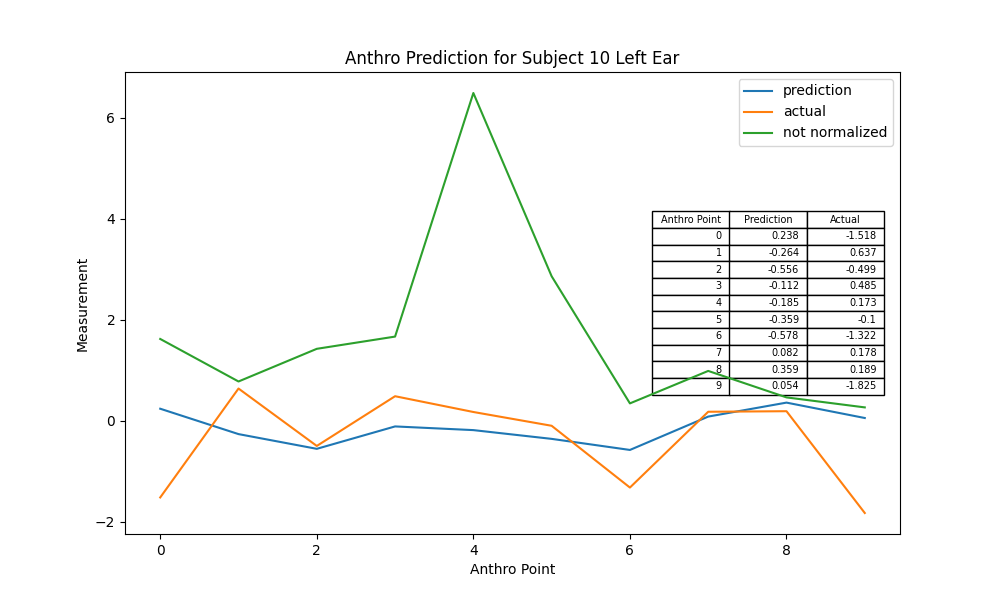 Anthro Prediction for Subject 10 Left Ear
prediction
actual
not normalized
6
4
2
0
−2
Measurement
Anthro Point Prediction Actual
0 0.238 -1.518
1 -0.264 0.637
2 -0.556 -0.499
3 -0.112 0.485
4 -0.185 0.173
5 -0.359 -0.1
6 -0.578 -1.322
7 0.082 0.178
8 0.359 0.189
9 0.054 -1.825
0 2 4 6 8
Anthro Point